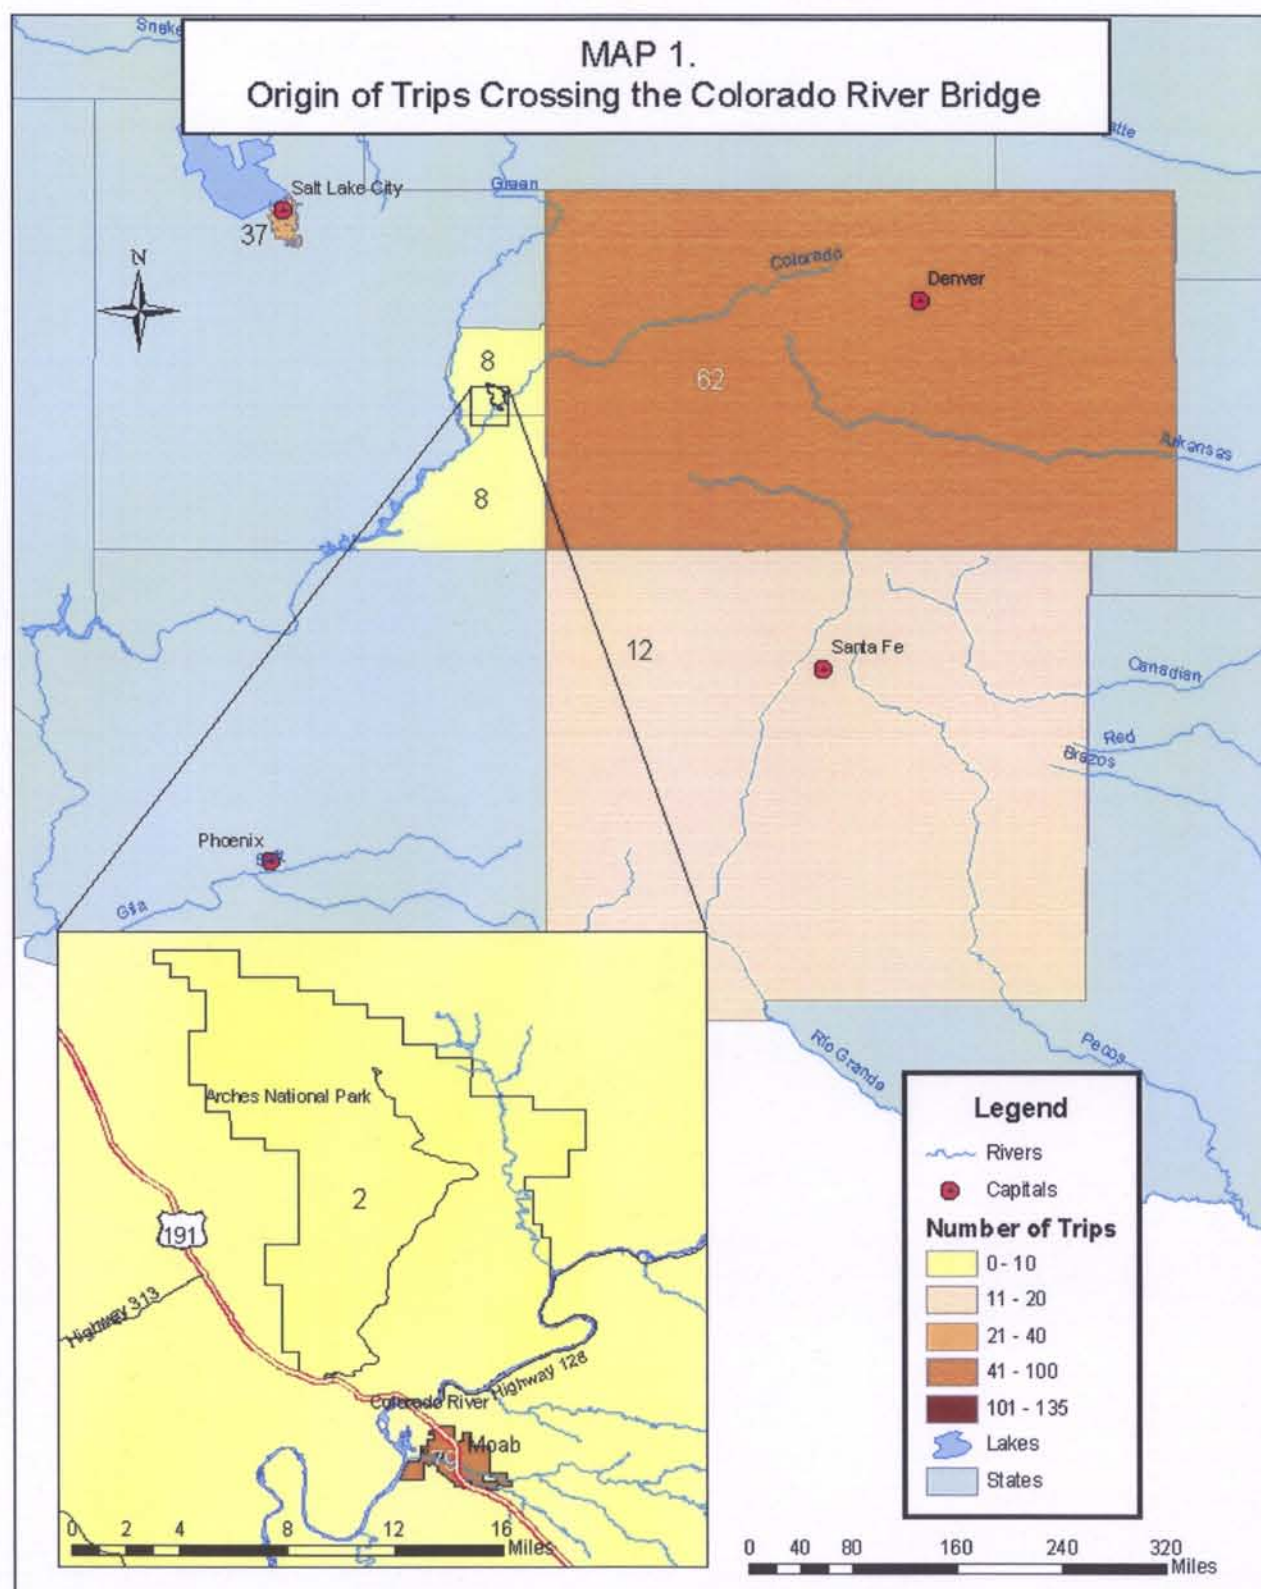 MAP 1.
Origin of Trips Crossing the Colorado River Bridge
Snake
atte
Salt Lake City
Green
37
N
Colorado
Denver
8
62
Arkansas
8
12
Santa Fe
Canadian
Red
Brazos
Phoenix
Gila
Rio Grande
Pecos
Arches National Park
2
191
Highway 313
Highway 128
Colorado River
Moab
0 2 4 8 12 16
Miles
Legend
Rivers
Capitals
Number of Trips
0 - 10
11 - 20
21 - 40
41 - 100
101 - 135
Lakes
States
0 40 80 160 240 320
Miles